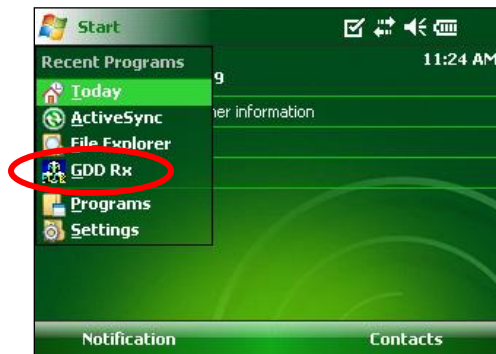 Start
11:24 AM
Recent Programs
9
Today
ner information
ActiveSync
File Explorer
GDD Rx
Programs
Settings
Notification Contacts